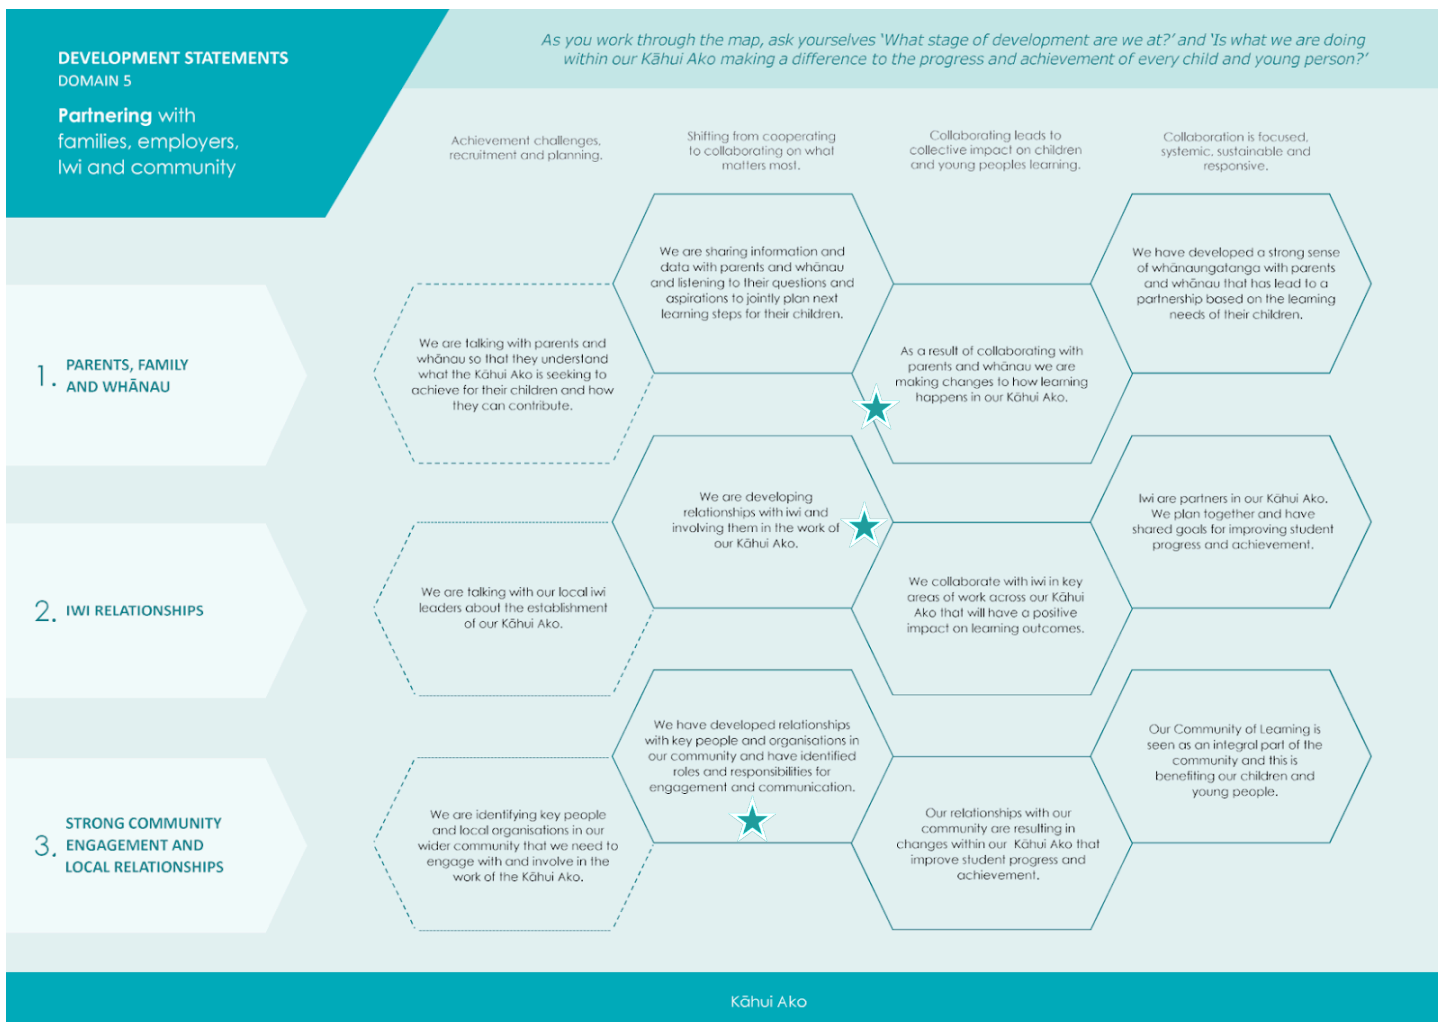 DEVELOPMENT STATEMENTS
DOMAIN 5
Partnering with
families, employers,
Iwi and community
As you work through the map, ask yourselves ‘What stage of development are we at?’ and ‘Is what we are doing
within our Kāhui Ako making a difference to the progress and achievement of every child and young person?’
Achievement challenges,
recruitment and planning.
Shifting from cooperating
to collaborating on what
matters most.
Collaborating leads to
collective impact on children
and young peoples learning.
Collaboration is focused,
systemic, sustainable and
responsive.
1. PARENTS, FAMILY
AND WHĀNAU
We are talking with parents and
whānau so that they understand
what the Kāhui Ako is seeking to
achieve for their children and how
they can contribute.
We are sharing information and
data with parents and whānau
and listening to their questions and
aspirations to jointly plan next
learning steps for their children.
As a result of collaborating with
parents and whānau we are
making changes to how learning
happens in our Kāhui Ako.
We have developed a strong sense
of whānaungatanga with parents
and whānau that has lead to a
partnership based on the learning
needs of their children.
2. IWI RELATIONSHIPS
We are talking with our local iwi
leaders about the establishment
of our Kāhui Ako.
We are developing
relationships with iwi and
involving them in the work of
our Kāhui Ako.
We collaborate with iwi in key
areas of work across our Kāhui
Ako that will have a positive
impact on learning outcomes.
Iwi are partners in our Kāhui Ako.
We plan together and have
shared goals for improving student
progress and achievement.
3. STRONG COMMUNITY
ENGAGEMENT AND
LOCAL RELATIONSHIPS
We are identifying key people
and local organisations in our
wider community that we need to
engage with and involve in the
work of the Kāhui Ako.
We have developed relationships
with key people and organisations in
our community and have identified
roles and responsibilities for
engagement and communication.
Our relationships with our
community are resulting in
changes within our Kāhui Ako that
improve student progress and
achievement.
Our Community of Learning is
seen as an integral part of the
community and this is
benefiting our children and
young people.
Kāhui Ako